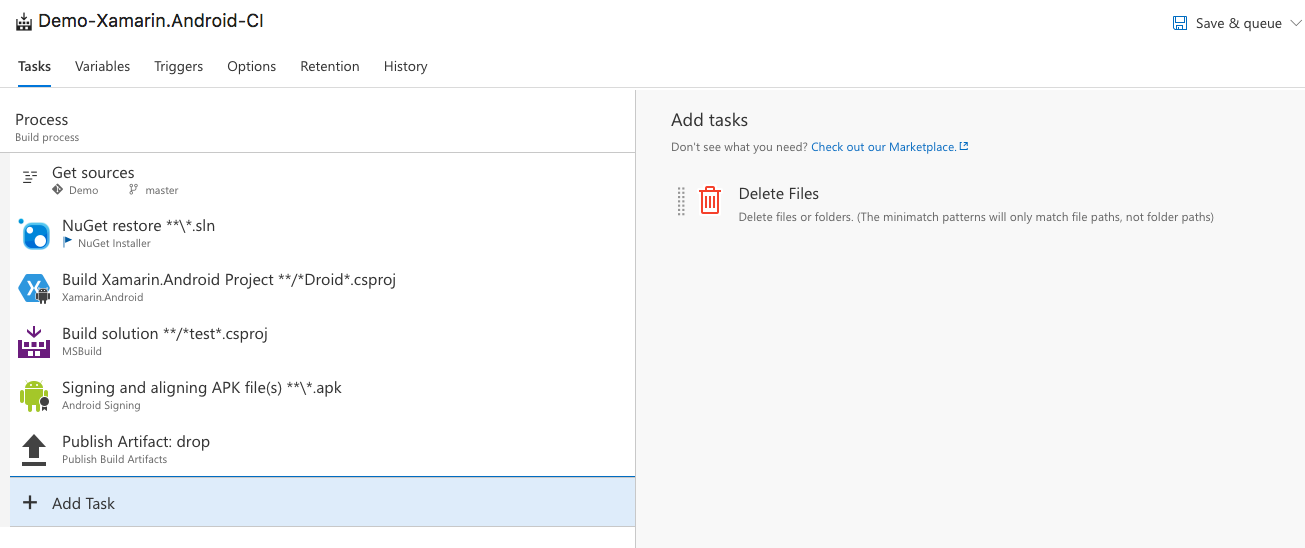 Demo-Xamarin.Android-CI
Save & queue
Tasks Variables Triggers Options Retention History
Process
Build process
Get sources
Demo master
NuGet restore **\*.sln
NuGet Installer
Build Xamarin.Android Project **/*Droid*.csproj
Xamarin.Android
Build solution **/*test*.csproj
MSBuild
Signing and aligning APK file(s) **\*.apk
Android Signing
Publish Artifact: drop
Publish Build Artifacts
Add Task
Add tasks
Don't see what you need? Check out our Marketplace.
Delete Files
Delete files or folders. (The minimatch patterns will only match file paths, not folder paths)